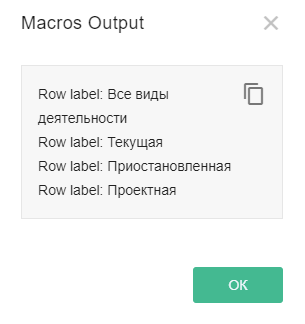 Macros Output
Row label: Все виды
деятельности
Row label: Текущая
Row label: Приостановленная
Row label: Проектная
OK